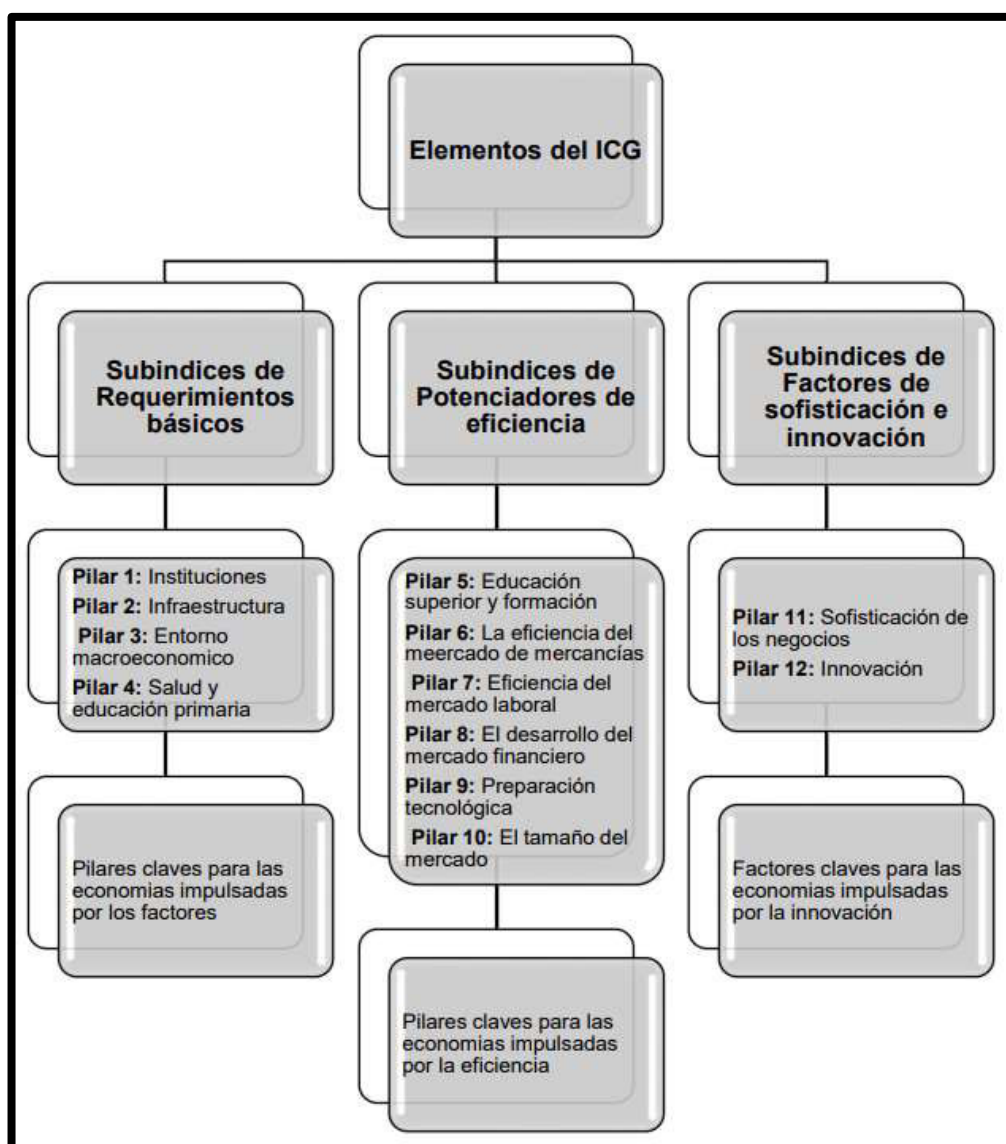 Elementos del ICG
Subindices de
Requerimientos
básicos
Pilar 1: Instituciones
Pilar 2: Infraestructura
Pilar 3: Entorno
macroeconomico
Pilar 4: Salud y
educación primaria
Pilares claves para las
economias impulsadas
por los factores
Subindices de
Potenciadores de
eficiencia
Pilar 5: Educación
superior y formación
Pilar 6: La eficiencia del
meercado de mercancías
Pilar 7: Eficiencia del
mercado laboral
Pilar 8: El desarrollo del
mercado financiero
Pilar 9: Preparación
tecnológica
Pilar 10: El tamaño del
mercado
Pilares claves para las
economias impulsadas
por la eficiencia
Subindices de
Factores de
sofisticación e
innovación
Pilar 11: Sofisticación de
los negocios
Pilar 12: Innovación
Factores claves para las
economias impulsadas
por la innovación